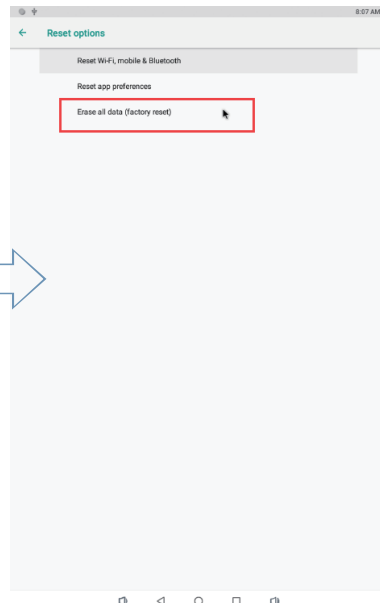 8:07 AM
Reset options
Reset Wi-Fi, mobile & Bluetooth
Reset app preferences
Erase all data (factory reset)